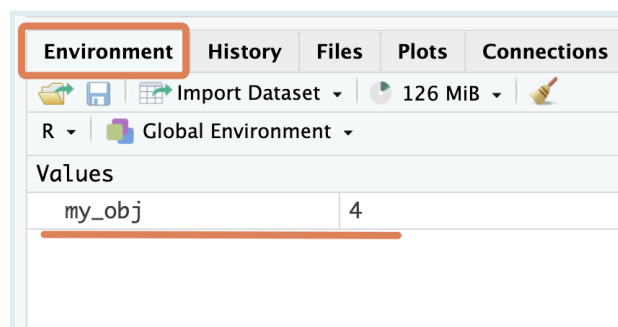 Environment History Files Plots Connections
Import Dataset 126 MiB
R Global Environment
Values
my_obj 4